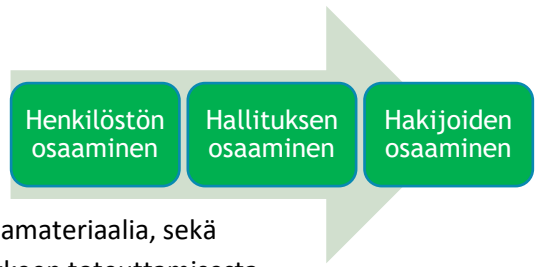 Henkilöstön
osaaminen
Hallituksen
osaaminen
Hakijoiden
osaaminen
amateriaalia, sekä